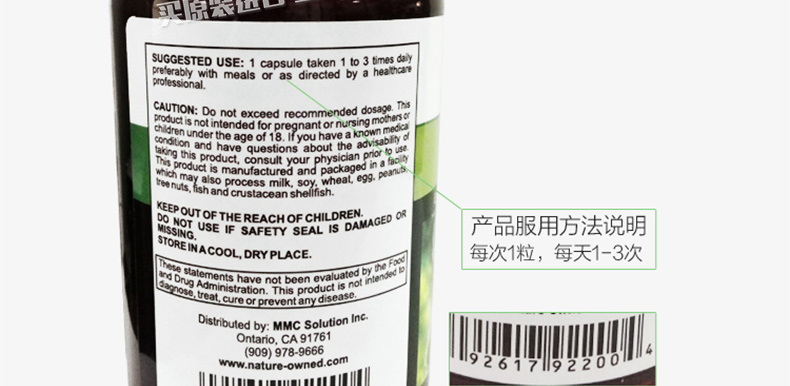 买原装进口
SUGGESTED USE: 1 capsule taken 1 to 3 times daily
preferably with meals or as directed by a healthcare
professional.
CAUTION: Do not exceed recommended dosage. This
product is not intended for pregnant or nursing mothers or
children under the age of 18. If you have a known medical
condition and have questions about the advisability of
taking this product, consult your physician prior to use.
This product is manufactured and packaged in a facility
which may also process milk, soy, wheat, egg, peanuts,
tree nuts, fish and crustacean shellfish.
KEEP OUT OF THE REACH OF CHILDREN.
DO NOT USE IF SAFETY SEAL IS DAMAGED OR
MISSING.
STORE IN A COOL, DRY PLACE.
These statements have not been evaluated by the Food
and Drug Administration. This product is not intended to
diagnose, treat, cure or prevent any disease.
Distributed by: MMC Solution Inc.
Ontario, CA 91761
(909) 978-9666
www.nature-owned.com
产品服用方法说明
每次1粒，每天1-3次
92617 92200 4